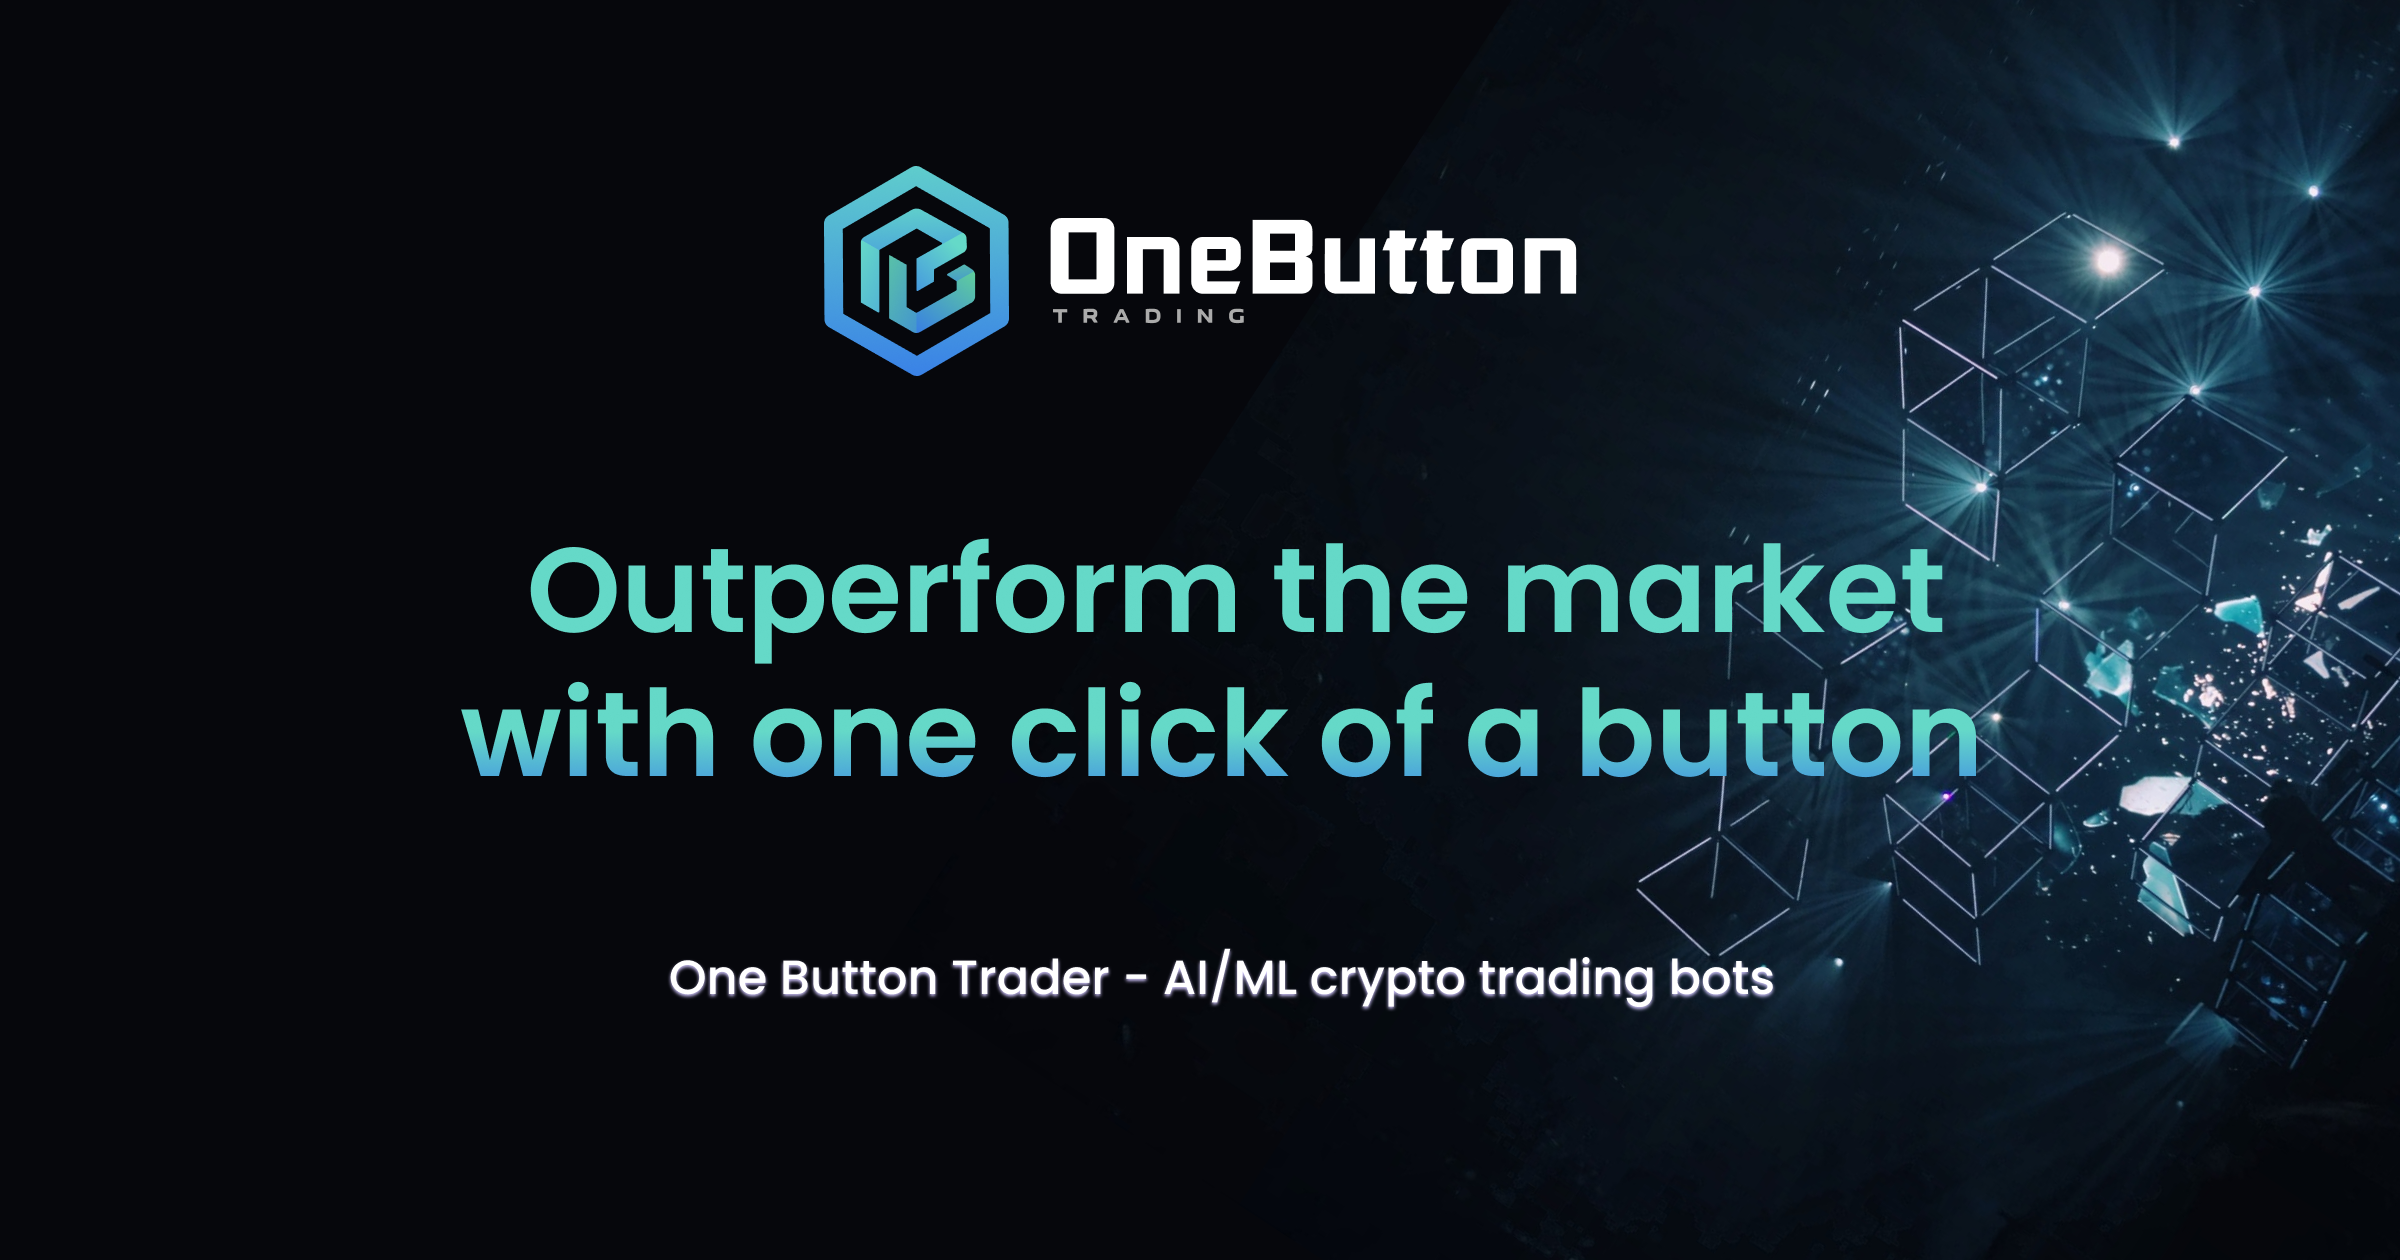 OneButton
TRADING
Outperform the market
with one click of a button
One Button Trader - AI/ML crypto trading bots